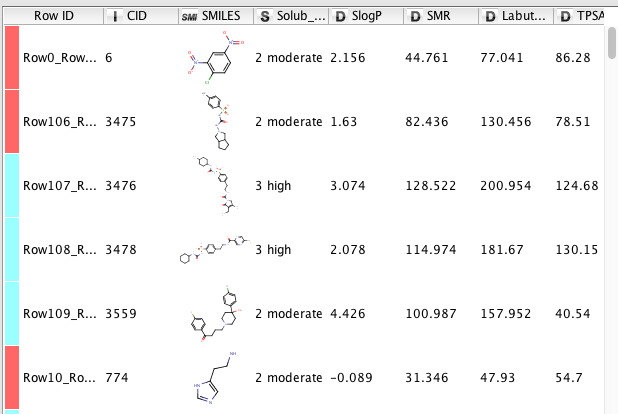 Row ID I CID SMI SMILES S Solub_... D SlogP D SMR D Labut... D TPSA
Row0_Row... 6 2 moderate 2.156 44.761 77.041 86.28
Row106_R... 3475 2 moderate 1.63 82.436 130.456 78.51
Row107_R... 3476 3 high 3.074 128.522 200.954 124.68
Row108_R... 3478 3 high 2.078 114.974 181.67 130.15
Row109_R... 3559 2 moderate 4.426 100.987 157.952 40.54
Row10_Ro... 774 2 moderate -0.089 31.346 47.93 54.7